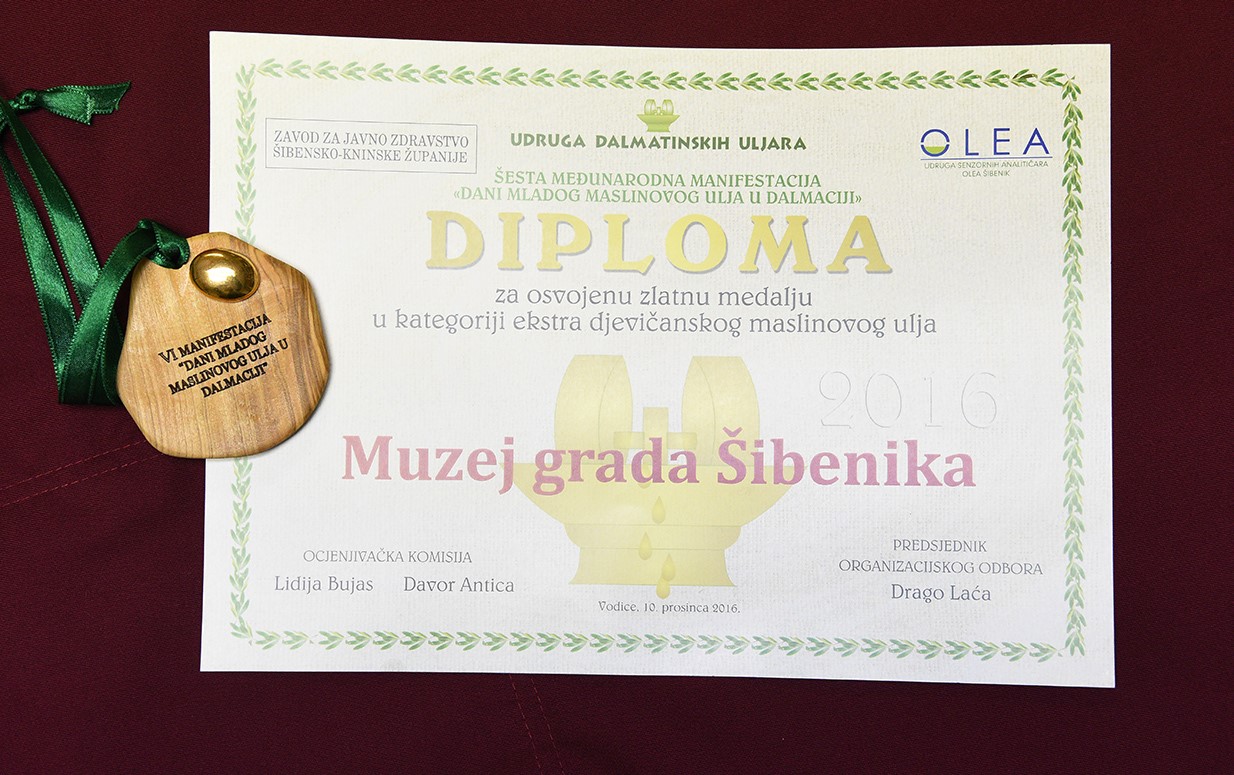 ZAVOD ZA JAVNO ZDRAVSTVO
ŠIBENSKO-KNINSKE ŽUPANIJE
UDRUGA DALMATINSKIH ULJARA
OLEA
UDRUGA SENZORNIH ANALITIČARA
OLEA ŠIBENIK
ŠESTA MEĐUNARODNA MANIFESTACIJA
«DANI MLADOG MASLINOVOG ULJA U DALMACIJI»
DIPLOMA
za osvojenu zlatnu medalju
u kategoriji ekstra djevičanskog maslinovog ulja
2016
Muzej grada Šibenika
OCJENJIVAČKA KOMISIJA
Lidija Bujas Davor Antica
PREDSJEDNIK
ORGANIZACIJSKOG ODBORA
Drago Laća
Vodice, 10. prosinca 2016.
VI MANIFESTACIJA
"DANI MLADOG
MASLINOVOG ULJA U
DALMACIJI"